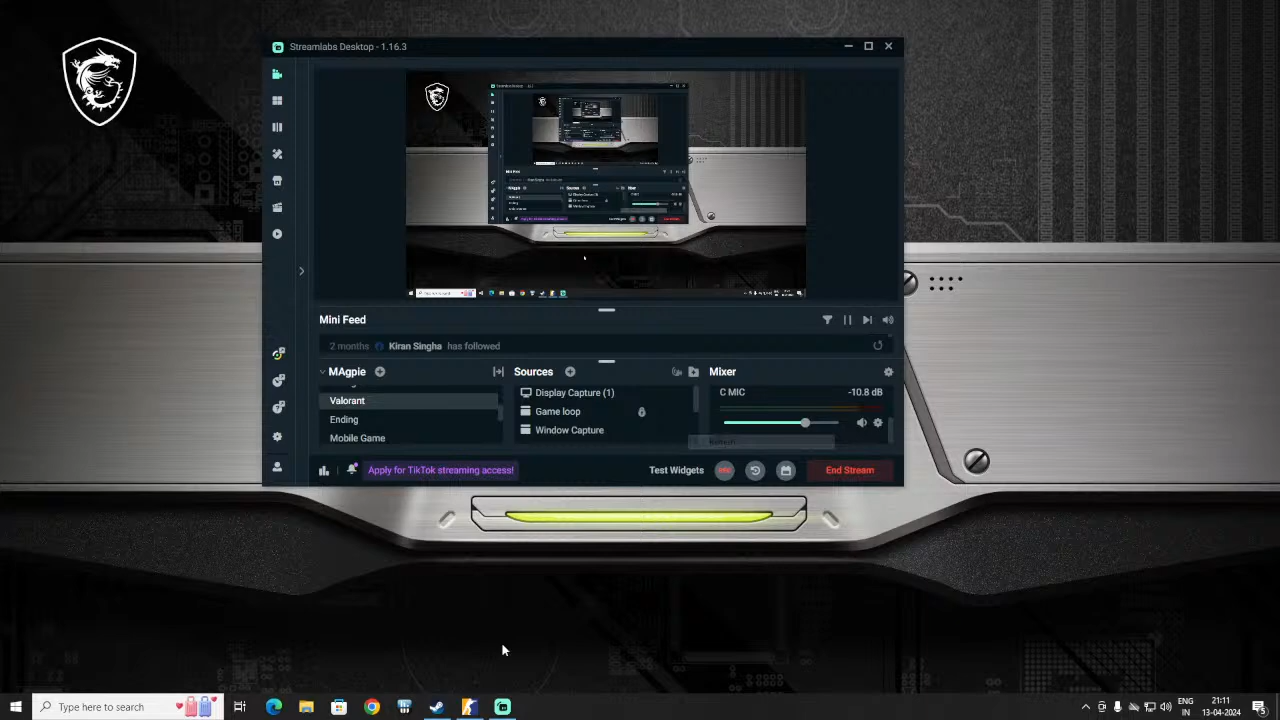 Streamlabs Desktop - 1.16.3
Mini Feed
2 months Kiran Singha has followed
MAgpie
Valorant
Ending
Mobile Game
Sources
Display Capture (1)
Game loop
Window Capture
Mixer
C MIC -10.8 dB
Apply for TikTok streaming access!
Test Widgets
REC
End Stream
Type here to search
ENG
IN
21:11
13-04-2024
5